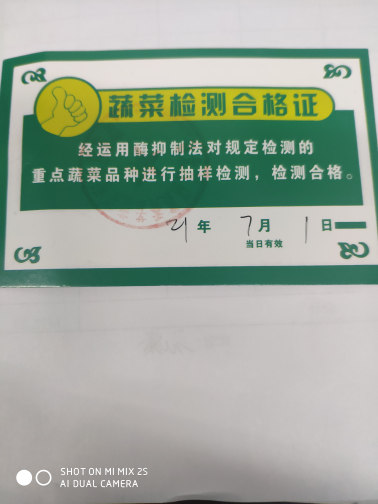 蔬菜检测合格证
经运用酶抑制法对规定检测的
重点蔬菜品种进行抽样检测，检测合格。
21年 7月 1日
当日有效
SHOT ON MI MIX 2S
AI DUAL CAMERA